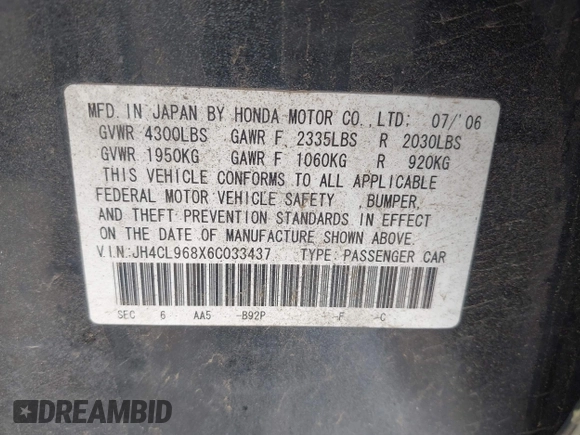 MFD. IN JAPAN BY HONDA MOTOR CO., LTD: 07/'06
GVWR 4300LBS GAWR F 2335LBS R 2030LBS
GVWR 1950KG GAWR F 1060KG R 920KG
THIS VEHICLE CONFORMS TO ALL APPLICABLE
FEDERAL MOTOR VEHICLE SAFETY ,BUMPER,
AND THEFT PREVENTION STANDARDS IN EFFECT
ON THE DATE OF MANUFACTURE SHOWN ABOVE.
V.I.N:JH4CL968X6C033437 TYPE: PASSENGER CAR
SEC 6 AA5 -B92P -F -C
DREAMBID